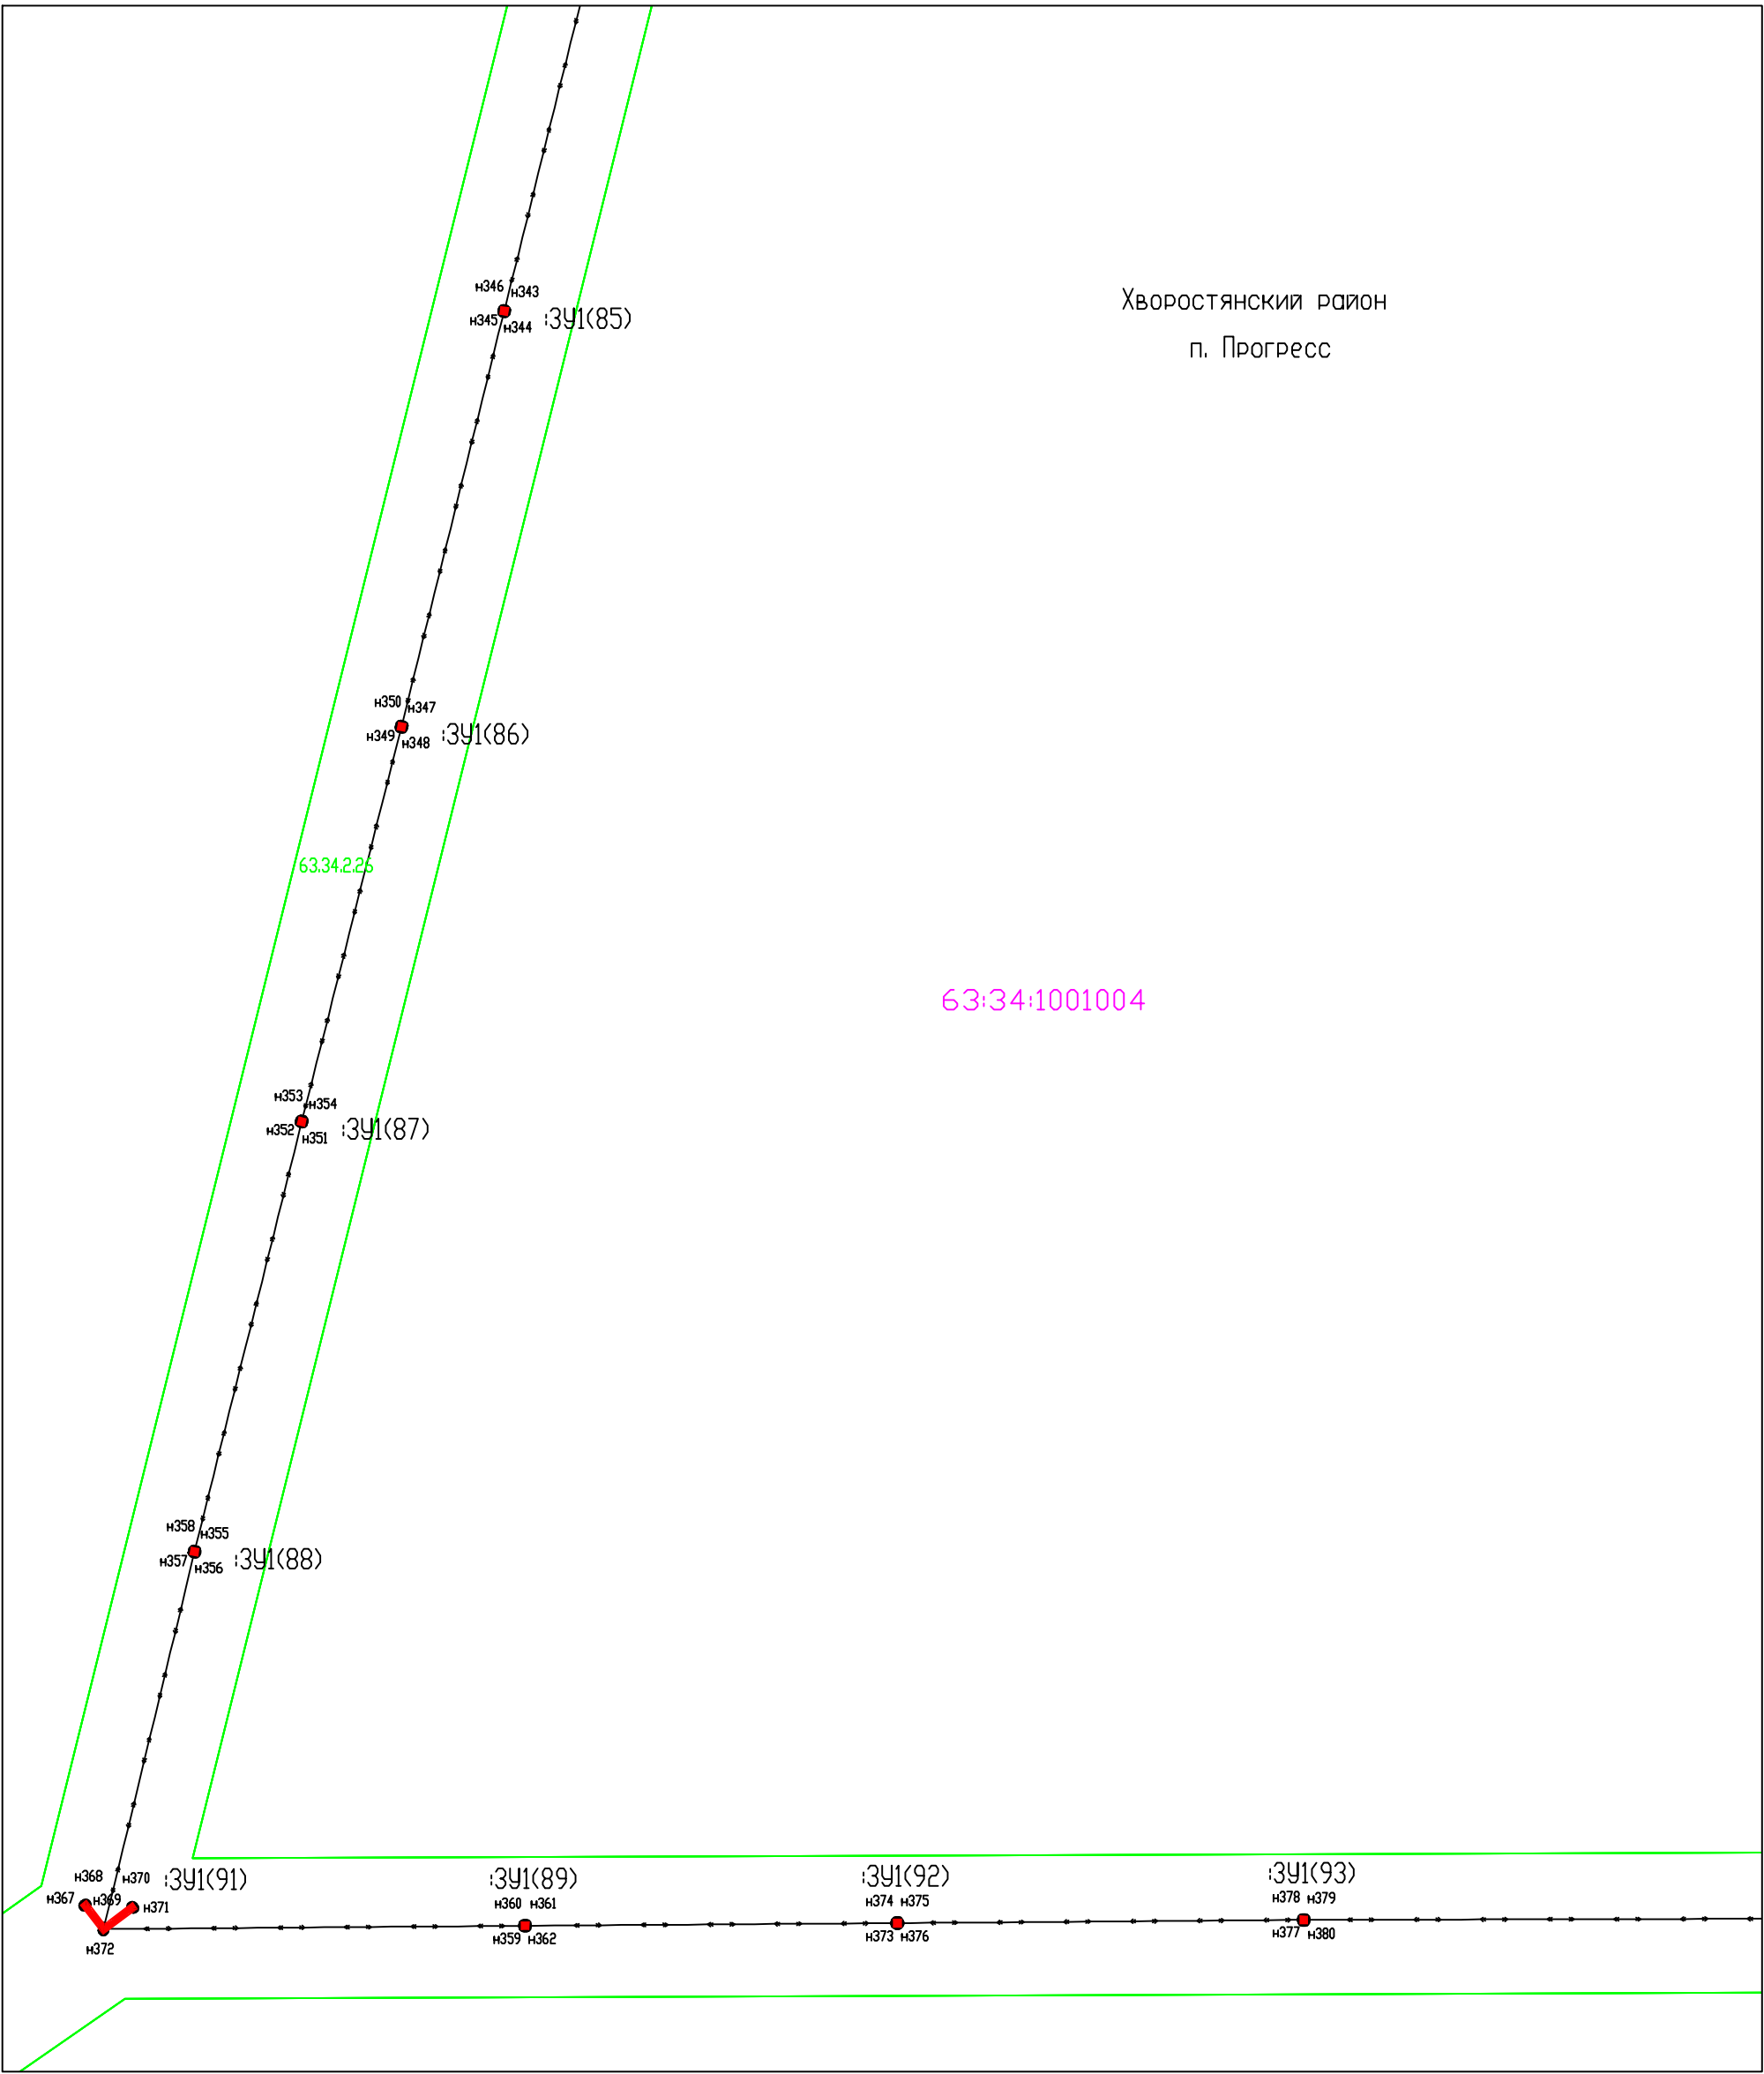 Хворостянский район
п. Прогресс
н346
н343
н345
н344
:ЗУ1(85)
н350
н347
н349
н348
:ЗУ1(86)
63.34.2.26
63:34:1001004
н353
н354
н352
н351
:ЗУ1(87)
н358
н355
н357
н356
:ЗУ1(88)
н368
н370
:ЗУ1(91)
н367
н369
н371
н372
:ЗУ1(89)
н360 н361
н359 н362
:ЗУ1(92)
н374 н375
н373 н376
:ЗУ1(93)
н378 н379
н377 н380